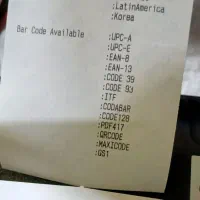 :LatinAmerica
:Korea
Bar Code Available
:UPC-A
:UPC-E
:EAN-8
:EAN-13
:CODE 39
:CODE 93
:ITF
:CODABAR
:CODE128
:PDF417
:QRCODE
:MAXICODE
:GS1